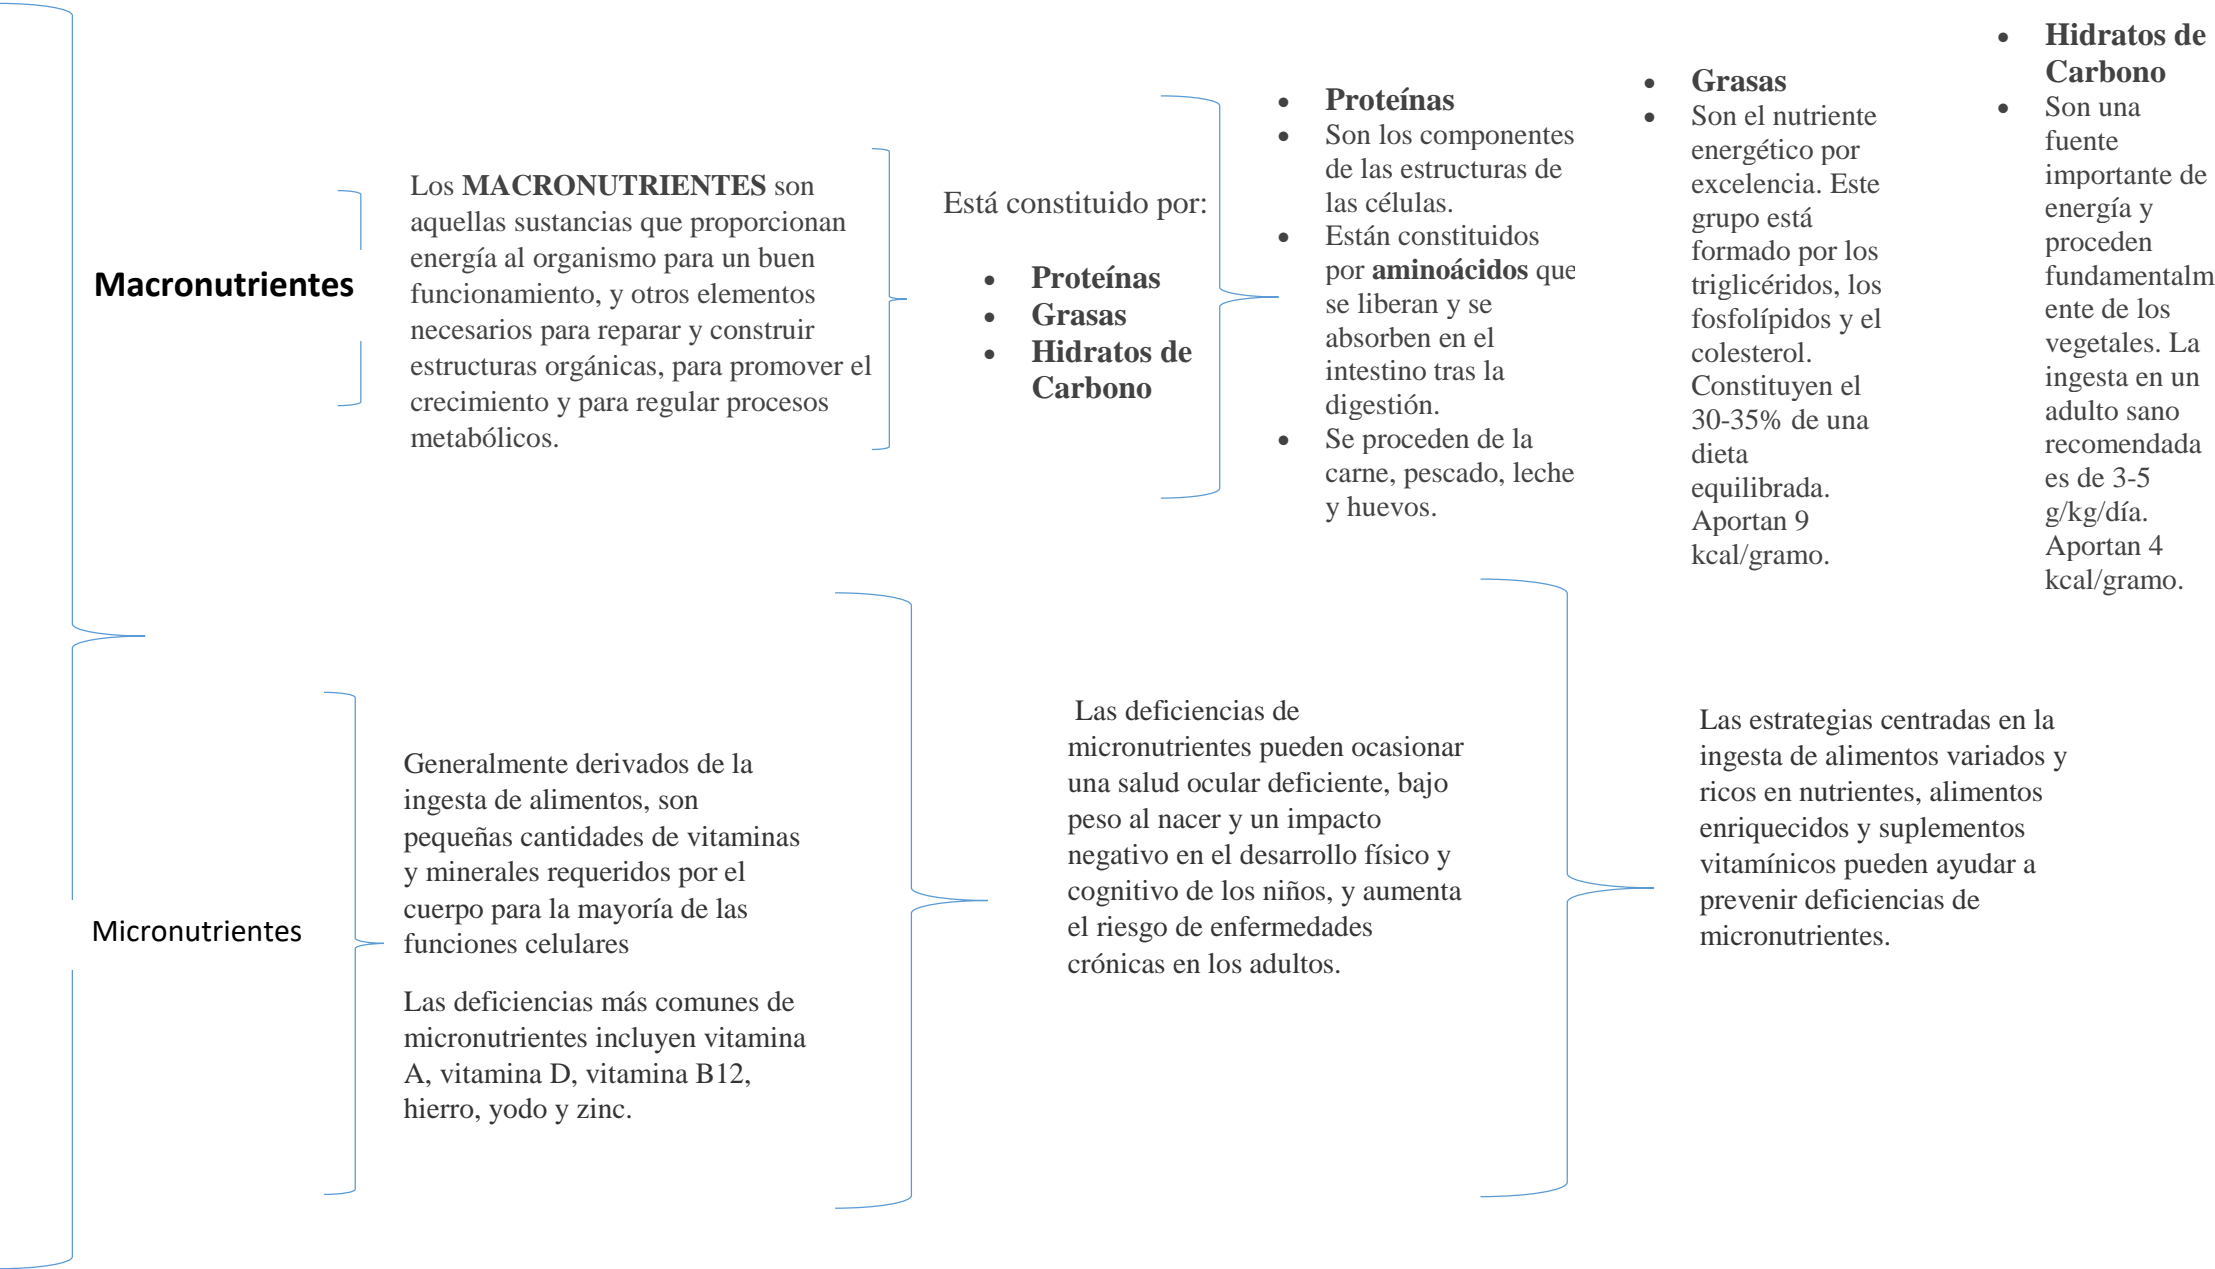 Macronutrientes
Los MACRONUTRIENTES son
aquellas sustancias que proporcionan
energía al organismo para un buen
funcionamiento, y otros elementos
necesarios para reparar y construir
estructuras orgánicas, para promover el
crecimiento y para regular procesos
metabólicos.
Está constituido por:
• Proteínas
• Grasas
• Hidratos de
Carbono
• Proteínas
• Son los componentes
de las estructuras de
las células.
• Están constituidos
por aminoácidos que
se liberan y se
absorben en el
intestino tras la
digestión.
• Se proceden de la
carne, pescado, leche
y huevos.
• Grasas
• Son el nutriente
energético por
excelencia. Este
grupo está
formado por los
triglicéridos, los
fosfolípidos y el
colesterol.
Constituyen el
30-35% de una
dieta
equilibrada.
Aportan 9
kcal/gramo.
• Hidratos de
Carbono
• Son una
fuente
importante de
energía y
proceden
fundamentalm
ente de los
vegetales. La
ingesta en un
adulto sano
recomendada
es de 3-5
g/kg/día.
Aportan 4
kcal/gramo.
Micronutrientes
Generalmente derivados de la
ingesta de alimentos, son
pequeñas cantidades de vitaminas
y minerales requeridos por el
cuerpo para la mayoría de las
funciones celulares
Las deficiencias más comunes de
micronutrientes incluyen vitamina
A, vitamina D, vitamina B12,
hierro, yodo y zinc.
Las deficiencias de
micronutrientes pueden ocasionar
una salud ocular deficiente, bajo
peso al nacer y un impacto
negativo en el desarrollo físico y
cognitivo de los niños, y aumenta
el riesgo de enfermedades
crónicas en los adultos.
Las estrategias centradas en la
ingesta de alimentos variados y
ricos en nutrientes, alimentos
enriquecidos y suplementos
vitamínicos pueden ayudar a
prevenir deficiencias de
micronutrientes.